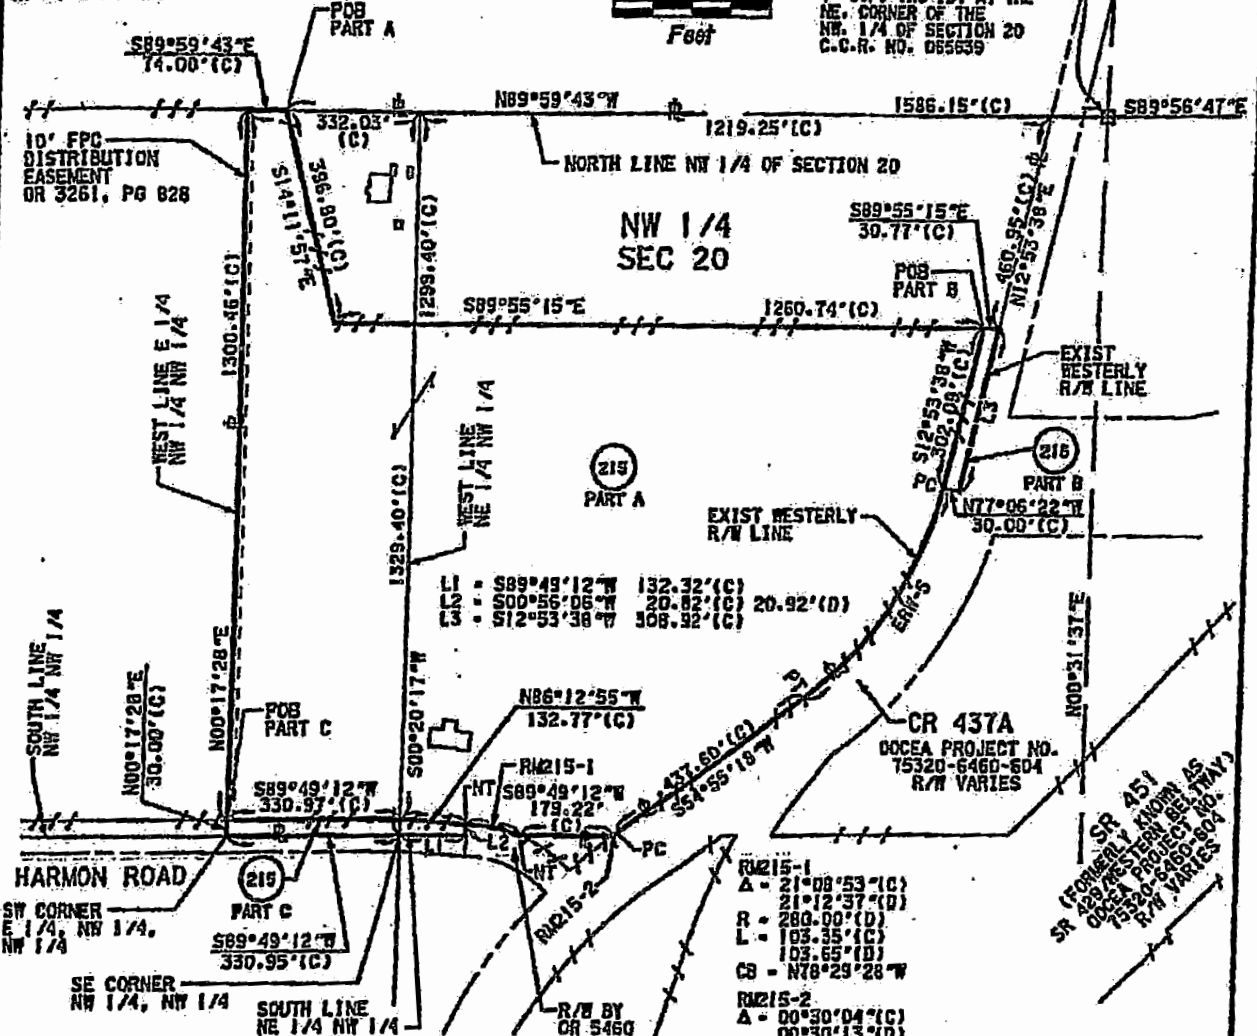 POB
PART A
S89°59'43"E
74.00'(C)
Feet
NE. CORNER OF THE
NW. 1/4 OF SECTION 20
C.C.R. NO. 065639
N89°59'43"W
1586.15'(C)
S89°56'47"E
332.03'
(C)
1219.25'(C)
10' FPC
DISTRIBUTION
EASEMENT
OR 3261, PG 828
NORTH LINE NW 1/4 OF SECTION 20
396.80'(C)
S14°11'57"E
1299.40'(C)
NW 1/4
SEC 20
S89°55'15"E
30.77'(C)
460.95'(C)
N12°53'38"E
POB
PART B
1300.46'(C)
S89°55'15"E
1260.74'(C)
WEST LINE E 1/4
NW 1/4 NW 1/4
EXIST
WESTERLY
R/W LINE
S12°53'38"W
302.09'(C)
L3
WEST LINE
NE 1/4 NW 1/4
215
PART A
215
PART B
PC
N77°06'22"W
30.00'(C)
1329.40'(C)
EXIST WESTERLY
R/W LINE
L1 = S89°49'12"W 132.32'(C)
L2 = S00°56'06"W 20.82'(C) 20.92'(D)
L3 = S12°53'38"W 308.92'(C)
ERW-5
N00°31'37"E
SOUTH LINE
NW 1/4 NW 1/4
N00°17'28"E
30.00'(C)
N00°17'28"E
POB
PART C
S00°20'17"W
N86°12'55"W
132.77'(C)
PT
437.60'(C)
S54°55'18"W
CR 437A
OOCEA PROJECT NO.
75320-6460-604
R/W VARIES
RM215-1
NT
S89°49'12"W
179.22'
(C)
S89°49'12"W
330.97'(C)
L1
L2
NT
PC
SR 451
(FORMERLY KNOWN AS
SR 429/WESTERN BELTWAY)
OOCEA PROJECT NO.
75320-6460-604
R/W VARIES
HARMON ROAD
215
PART C
RM215-2
SW CORNER
E 1/4, NW 1/4,
NW 1/4
S89°49'12"W
330.95'(C)
SE CORNER
NW 1/4, NW 1/4
SOUTH LINE
NE 1/4 NW 1/4
R/W BY
OR 5460
RM215-1
Δ = 21°08'53"(C)
21°12'37"(D)
R = 280.00'(D)
L = 103.35'(C)
103.65'(D)
CB = N78°29'28"W
RM215-2
Δ = 00°30'04"(C)
00°30'13"(D)